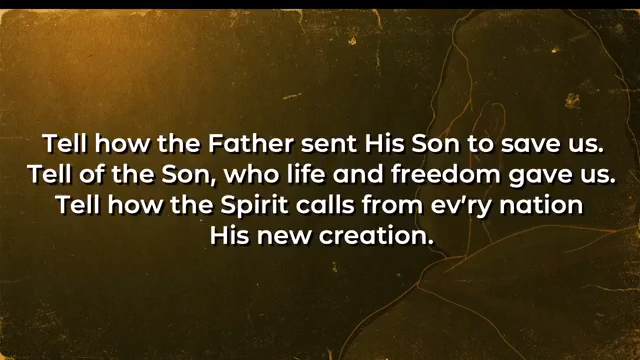 Tell how the Father sent His Son to save us.
Tell of the Son, who life and freedom gave us.
Tell how the Spirit calls from ev’ry nation
His new creation.